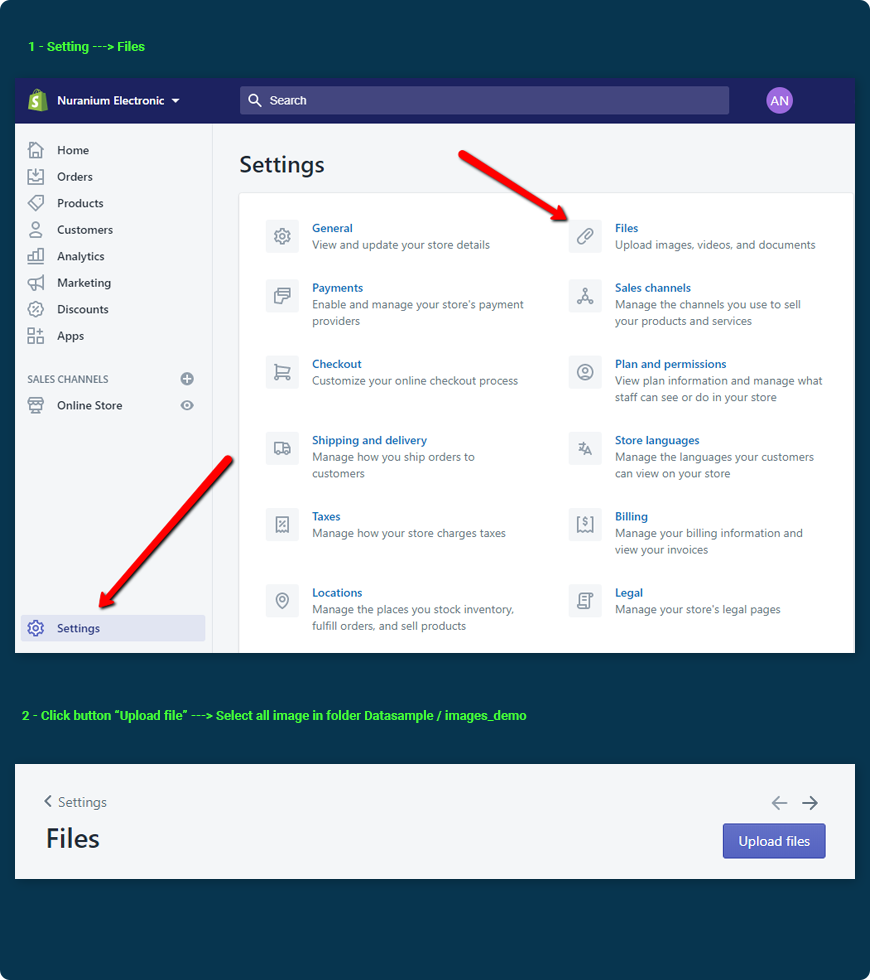 1 - Setting ---> Files
Nuranium Electronic
Search
AN
Home
Orders
Products
Customers
Analytics
Marketing
Discounts
Apps
SALES CHANNELS
Online Store
Settings
Settings
General
View and update your store details
Files
Upload images, videos, and documents
Payments
Enable and manage your store's payment
providers
Sales channels
Manage the channels you use to sell
your products and services
Checkout
Customize your online checkout process
Plan and permissions
View plan information and manage what
staff can see or do in your store
Shipping and delivery
Manage how you ship orders to
customers
Store languages
Manage the languages your customers
can view on your store
Taxes
Manage how your store charges taxes
Billing
Manage your billing information and
view your invoices
Locations
Manage the places you stock inventory,
fulfill orders, and sell products
Legal
Manage your store's legal pages
2 - Click button “Upload file” ---> Select all image in folder Datasample / images_demo
Settings
Files
Upload files